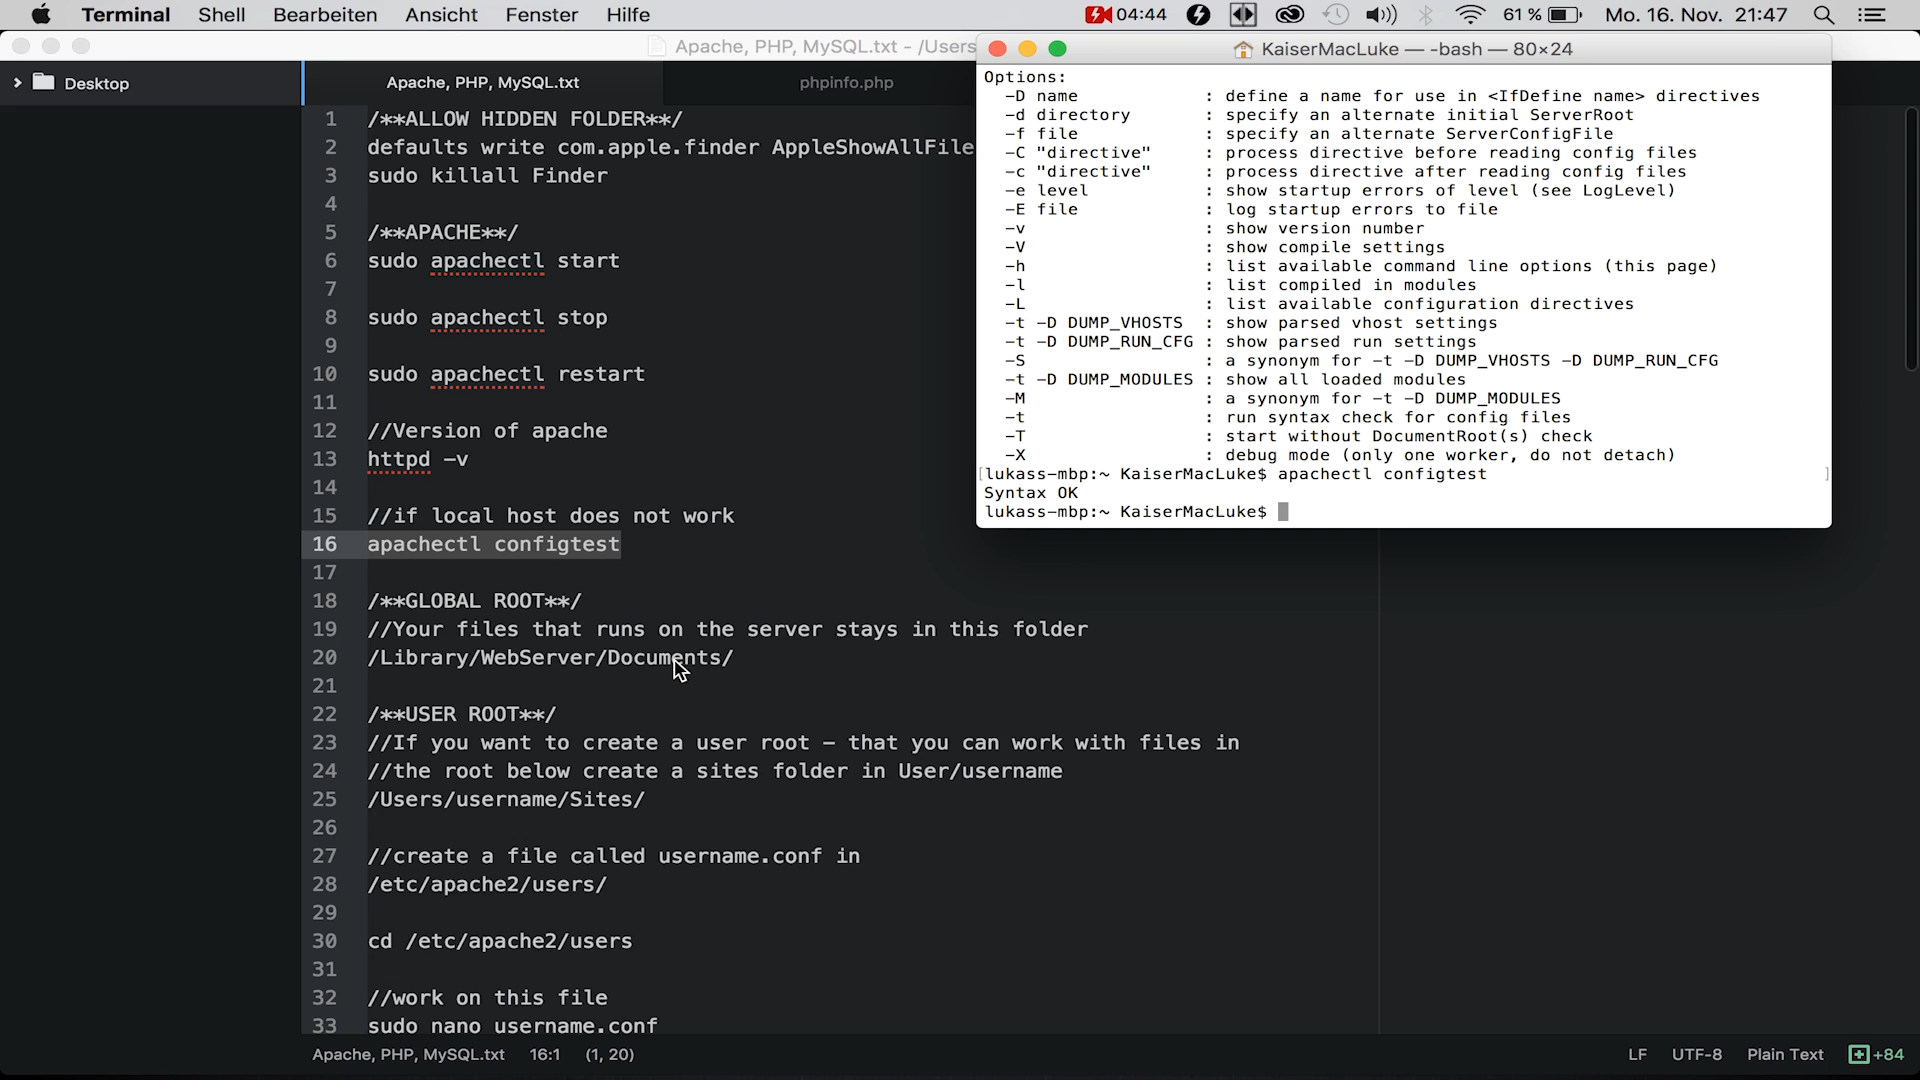 Terminal Shell Bearbeiten Ansicht Fenster Hilfe 04:44 61 % Mo. 16. Nov. 21:47
Apache, PHP, MySQL.txt - /Users
Desktop
Apache, PHP, MySQL.txt
phpinfo.php
1 /**ALLOW HIDDEN FOLDER**/
2 defaults write com.apple.finder AppleShowAllFile
3 sudo killall Finder
4
5 /**APACHE**/
6 sudo apachectl start
7
8 sudo apachectl stop
9
10 sudo apachectl restart
11
12 //Version of apache
13 httpd -v
14
15 //if local host does not work
16 apachectl configtest
17
18 /**GLOBAL ROOT**/
19 //Your files that runs on the server stays in this folder
20 /Library/WebServer/Documents/
21
22 /**USER ROOT**/
23 //If you want to create a user root - that you can work with files in
24 //the root below create a sites folder in User/username
25 /Users/username/Sites/
26
27 //create a file called username.conf in
28 /etc/apache2/users/
29
30 cd /etc/apache2/users
31
32 //work on this file
33 sudo nano username.conf
Apache, PHP, MySQL.txt 16:1 (1, 20) LF UTF-8 Plain Text +84
KaiserMacLuke — -bash — 80×24
Options:
-D name : define a name for use in <IfDefine name> directives
-d directory : specify an alternate initial ServerRoot
-f file : specify an alternate ServerConfigFile
-C "directive" : process directive before reading config files
-c "directive" : process directive after reading config files
-e level : show startup errors of level (see LogLevel)
-E file : log startup errors to file
-v : show version number
-V : show compile settings
-h : list available command line options (this page)
-l : list compiled in modules
-L : list available configuration directives
-t -D DUMP_VHOSTS : show parsed vhost settings
-t -D DUMP_RUN_CFG : show parsed run settings
-S : a synonym for -t -D DUMP_VHOSTS -D DUMP_RUN_CFG
-t -D DUMP_MODULES : show all loaded modules
-M : a synonym for -t -D DUMP_MODULES
-t : run syntax check for config files
-T : start without DocumentRoot(s) check
-X : debug mode (only one worker, do not detach)
[lukass-mbp:~ KaiserMacLuke$ apachectl configtest ]
Syntax OK
lukass-mbp:~ KaiserMacLuke$